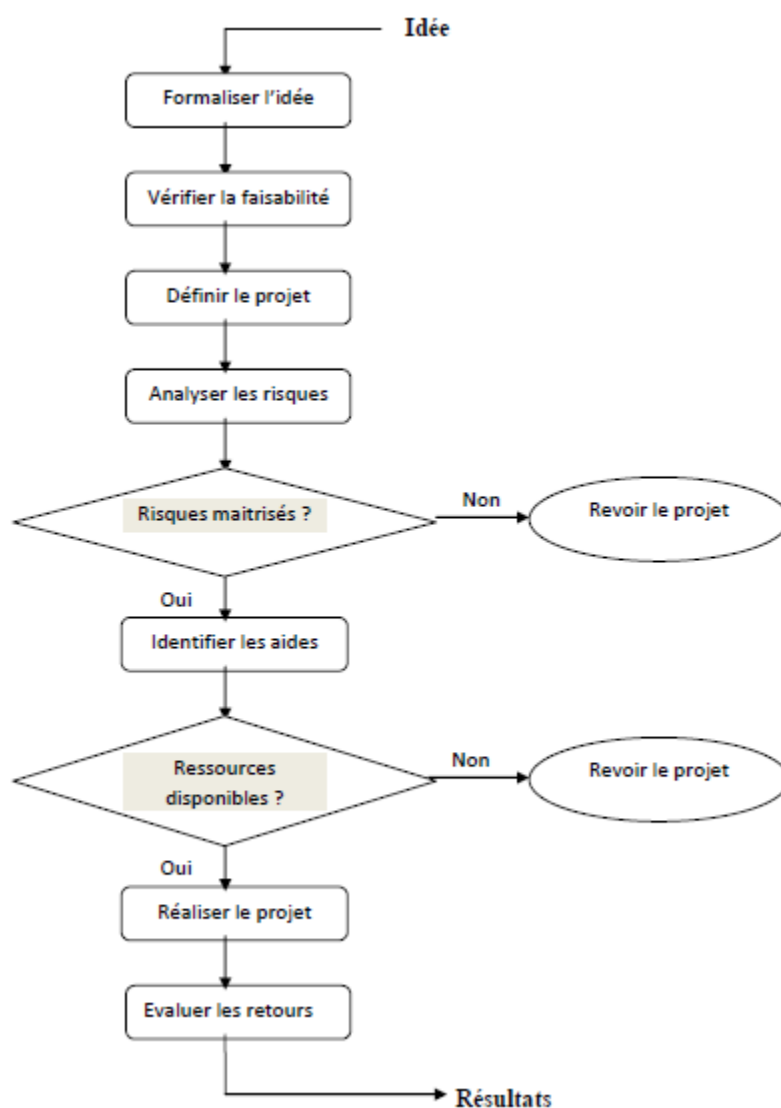 Idée
Formaliser l'idée
Vérifier la faisabilité
Définir le projet
Analyser les risques
Risques maitrisés ?
Non
Revoir le projet
Oui
Identifier les aides
Ressources
disponibles ?
Non
Revoir le projet
Oui
Réaliser le projet
Evaluer les retours
Résultats